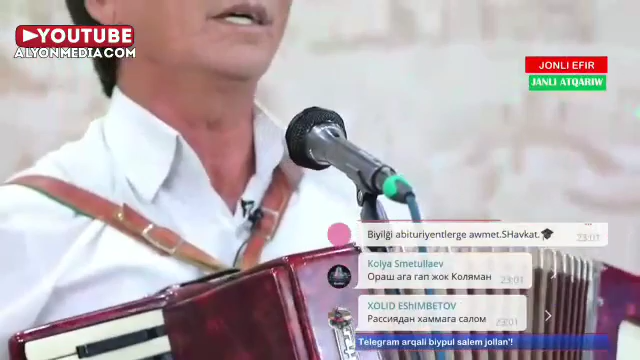 YOUTUBE
ALYONMEDIA.COM
JONLI EFIR
JANLI ATQARIW
Biyilǵi abituriyentlerge awmet.SHavkat.🎓
23:01
Kolya Smetullaev
Ораш ага гап жок Коляман
23:01
XOLID EShIMBETOV
Рассиядан хаммага салом
23:01
Telegram arqali biypul salem jollan'!